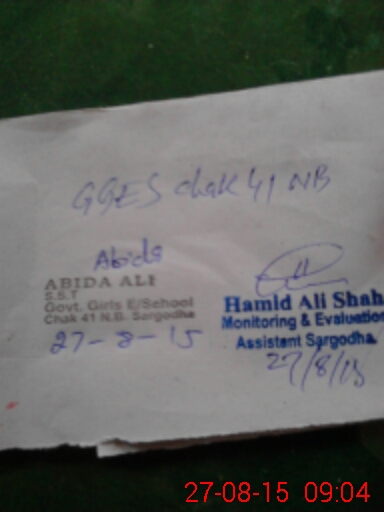 GGES chak 41 NB
Abida
ABIDA ALI
S.S.T
Govt. Girls E/School
Chak 41 N.B. Sargodha
27-8-15
Hamid Ali Shah
Monitoring & Evaluation
Assistant Sargodha
27/8/15
27-08-15 09:04